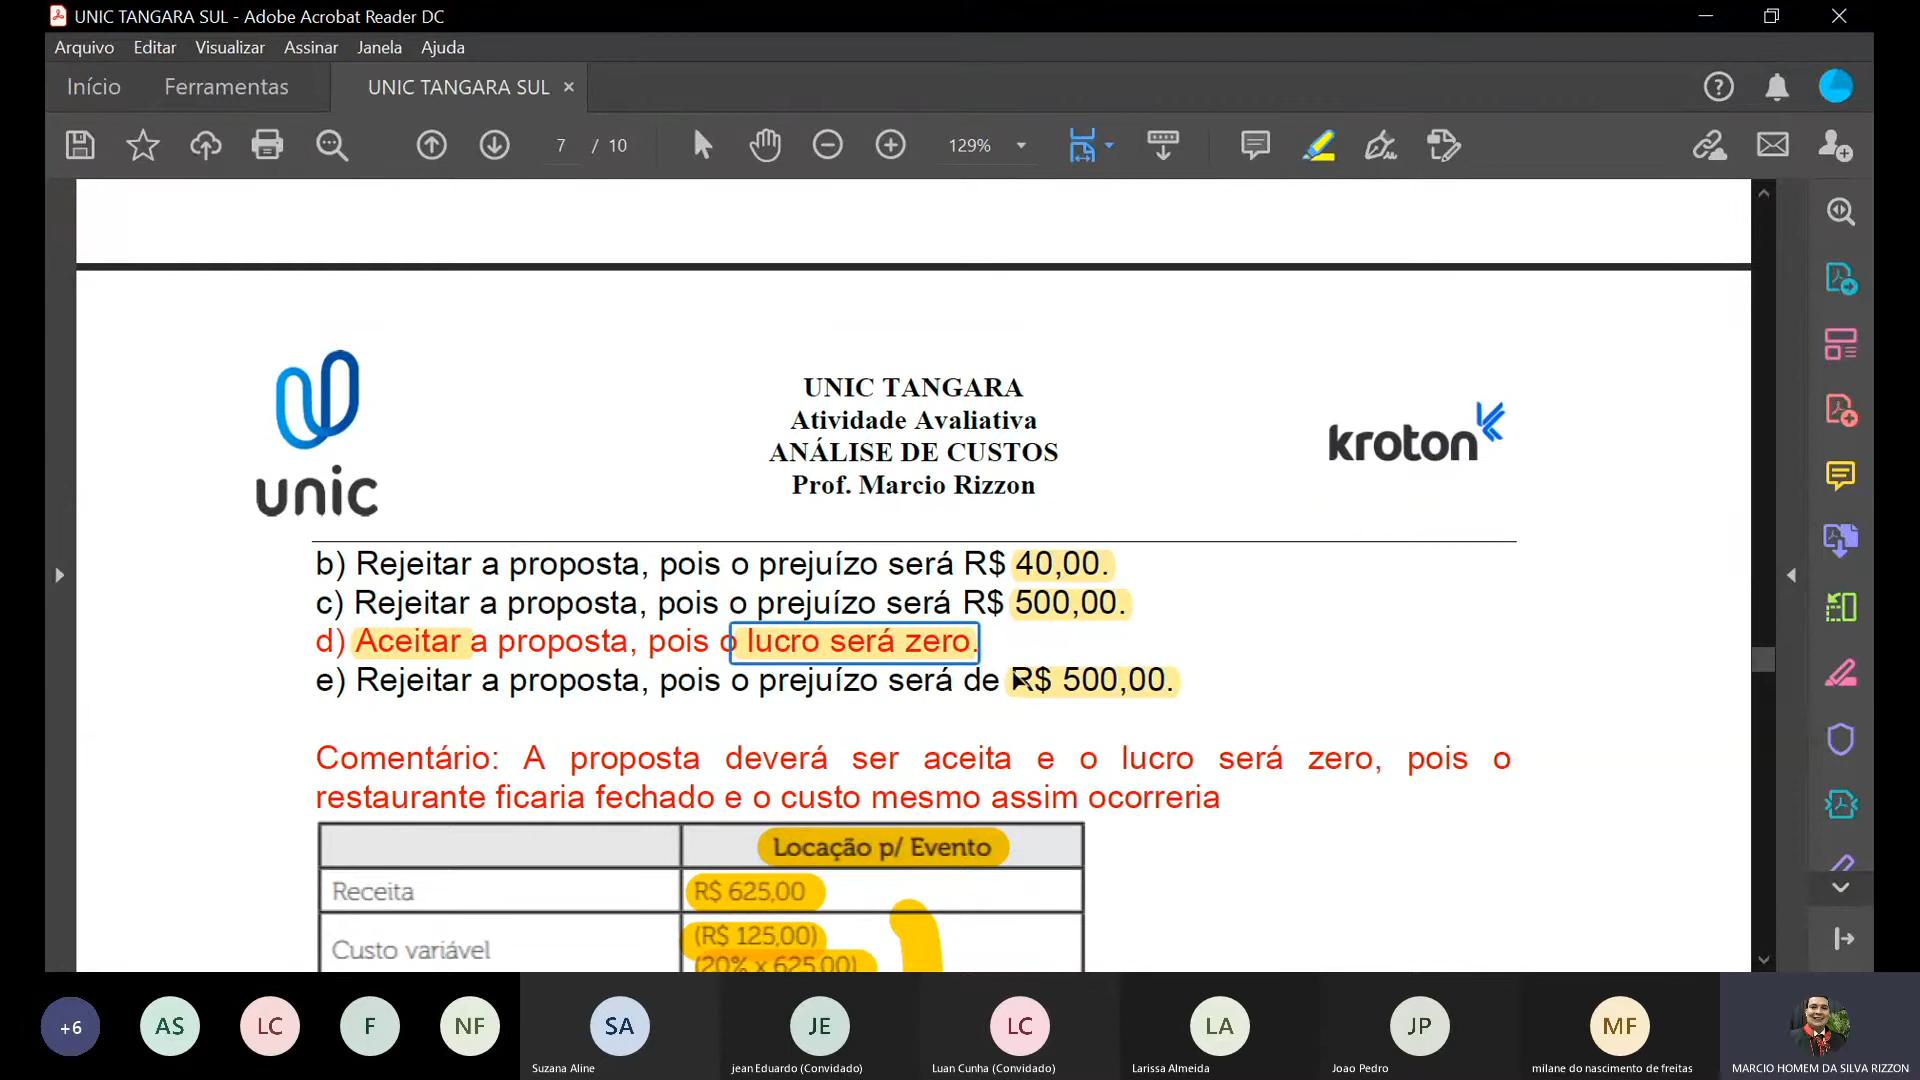 UNIC TANGARA SUL - Adobe Acrobat Reader DC
Arquivo Editar Visualizar Assinar Janela Ajuda
Início Ferramentas UNIC TANGARA SUL ×
7 / 10 129%
unic
UNIC TANGARA
Atividade Avaliativa
ANÁLISE DE CUSTOS
Prof. Marcio Rizzon
kroton
b) Rejeitar a proposta, pois o prejuízo será R$ 40,00.
c) Rejeitar a proposta, pois o prejuízo será R$ 500,00.
d) Aceitar a proposta, pois o lucro será zero.
e) Rejeitar a proposta, pois o prejuízo será de R$ 500,00.
Comentário: A proposta deverá ser aceita e o lucro será zero, pois o
restaurante ficaria fechado e o custo mesmo assim ocorreria
Locação p/ Evento
Receita R$ 625,00
Custo variável (R$ 125,00)
(20% x 625,00)
+6 AS LC F NF SA JE LC LA JP MF
Suzana Aline jean Eduardo (Convidado) Luan Cunha (Convidado) Larissa Almeida Joao Pedro milane do nascimento de freitas MARCIO HOMEM DA SILVA RIZZON